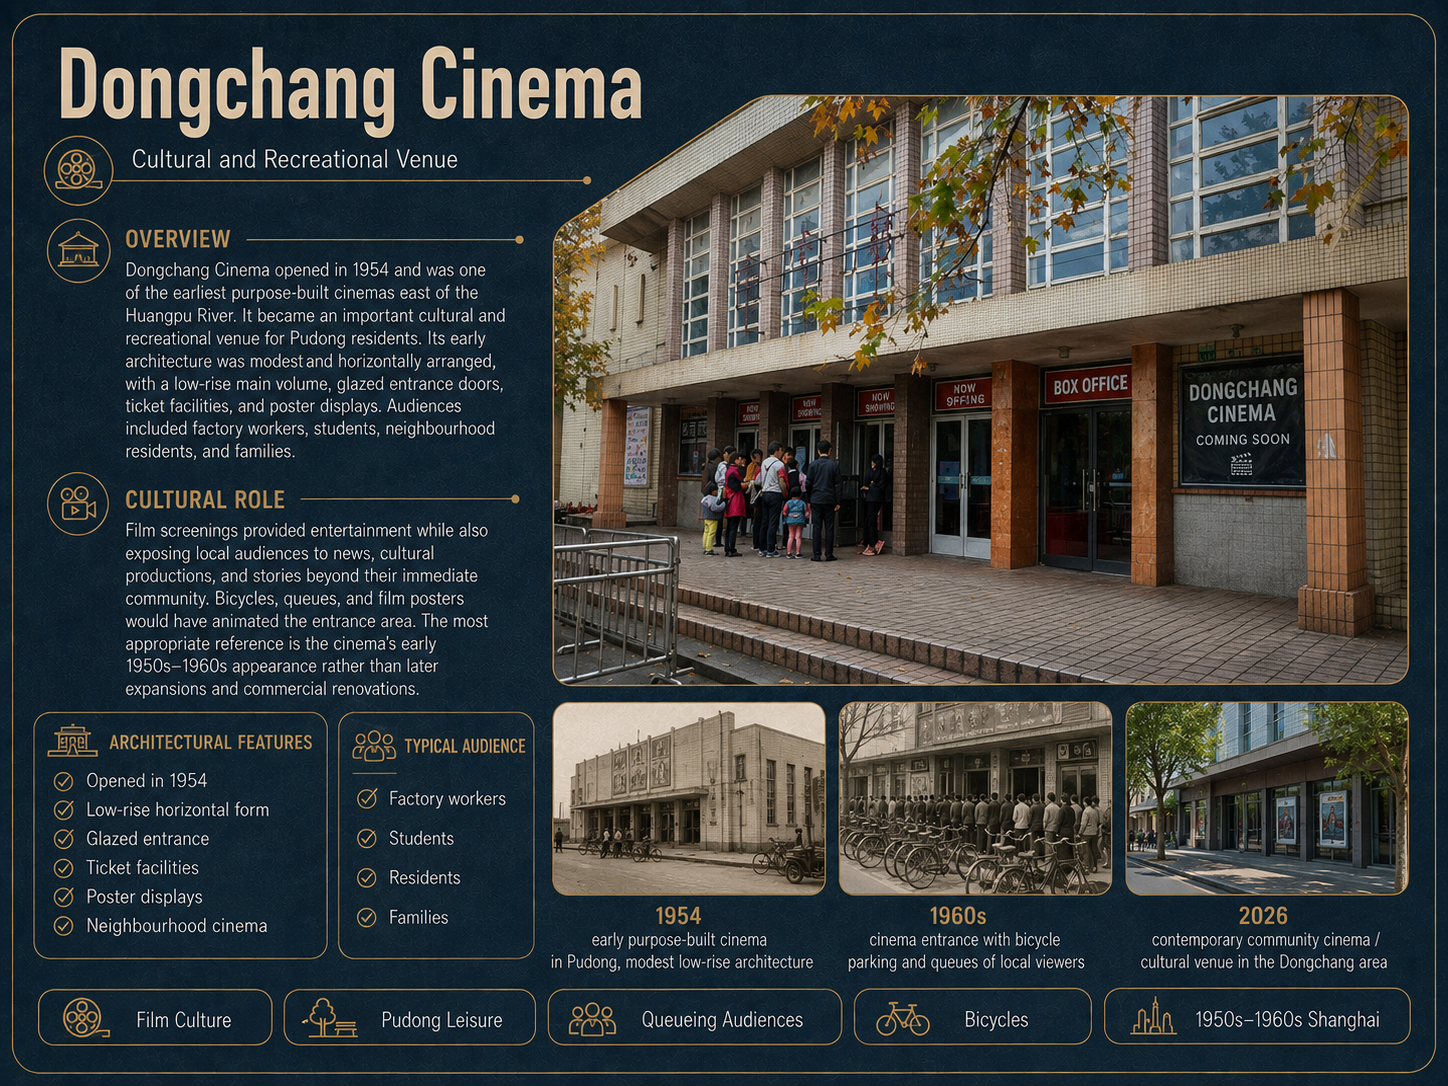 Dongchang Cinema
Cultural and Recreational Venue
OVERVIEW
Dongchang Cinema opened in 1954 and was one
of the earliest purpose-built cinemas east of the
Huangpu River. It became an important cultural and
recreational venue for Pudong residents. Its early
architecture was modest and horizontally arranged,
with a low-rise main volume, glazed entrance doors,
ticket facilities, and poster displays. Audiences
included factory workers, students, neighbourhood
residents, and families.
CULTURAL ROLE
Film screenings provided entertainment while also
exposing local audiences to news, cultural
productions, and stories beyond their immediate
community. Bicycles, queues, and film posters
would have animated the entrance area. The most
appropriate reference is the cinema's early
1950s–1960s appearance rather than later
expansions and commercial renovations.
NOW
SHOWING
NOW
SFFING
BOX OFFICE
DONGCHANG
CINEMA
COMING SOON
ARCHITECTURAL FEATURES
Opened in 1954
Low-rise horizontal form
Glazed entrance
Ticket facilities
Poster displays
Neighbourhood cinema
TYPICAL AUDIENCE
Factory workers
Students
Residents
Families
1954
early purpose-built cinema
in Pudong, modest low-rise architecture
1960s
cinema entrance with bicycle
parking and queues of local viewers
2026
contemporary community cinema /
cultural venue in the Dongchang area
Film Culture
Pudong Leisure
Queueing Audiences
Bicycles
1950s–1960s Shanghai